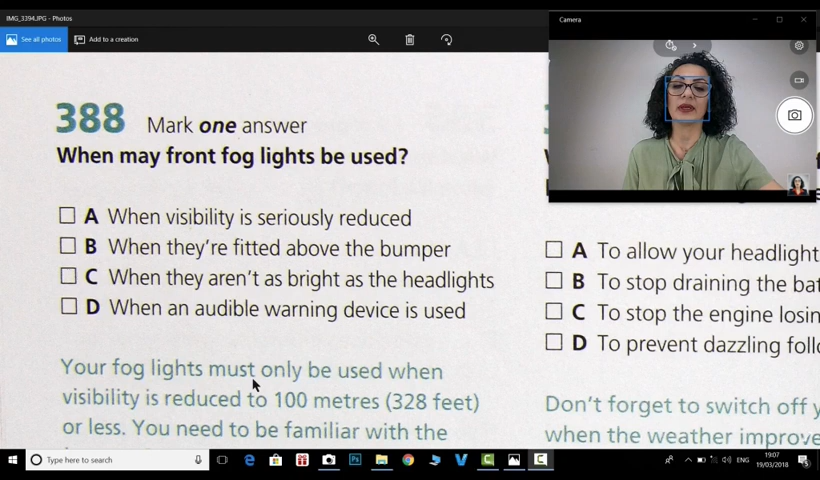 IMG_3394.JPG - Photos
See all photos
Add to a creation
Camera
388 Mark one answer
When may front fog lights be used?
A When visibility is seriously reduced
B When they're fitted above the bumper
C When they aren't as bright as the headlights
D When an audible warning device is used
Your fog lights must only be used when
visibility is reduced to 100 metres (328 feet)
or less. You need to be familiar with the
A To allow your headlight
B To stop draining the bat
C To stop the engine losin
D To prevent dazzling follo
Don't forget to switch off y
when the weather improve
Type here to search
ENG
19:07
19/03/2018